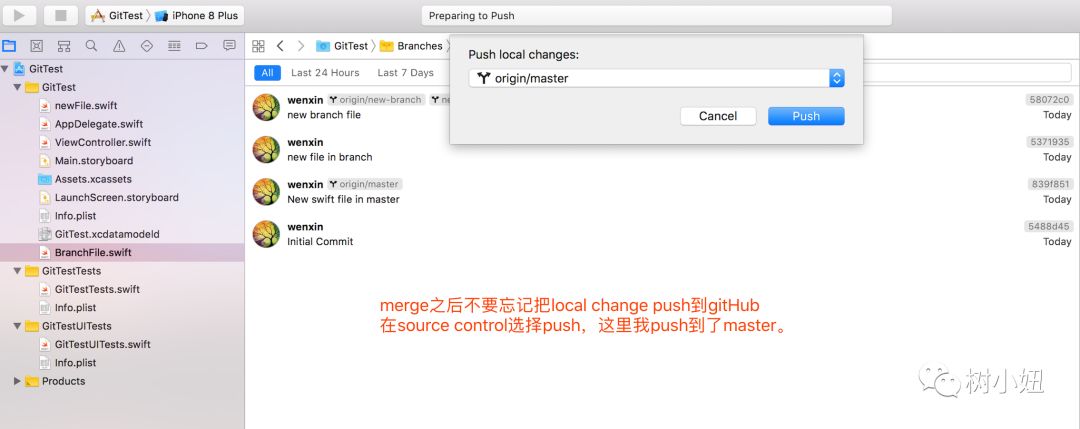 GitTest
iPhone 8 Plus
Preparing to Push
GitTest
GitTest
newFile.swift
AppDelegate.swift
ViewController.swift
Main.storyboard
Assets.xcassets
LaunchScreen.storyboard
Info.plist
GitTest.xcdatamodeld
BranchFile.swift
GitTestTests
GitTestTests.swift
Info.plist
GitTestUITests
GitTestUITests.swift
Info.plist
Products
GitTest
Branches
All
Last 24 Hours
Last 7 Days
Push local changes:
origin/master
Cancel
Push
wenxin origin/new-branch
new branch file
58072c0
Today
wenxin
new file in branch
5371935
Today
wenxin origin/master
New swift file in master
839f851
Today
wenxin
Initial Commit
5488d45
Today
merge之后不要忘记把local change push到gitHub
在source control选择push，这里我push到了master。
树小妞